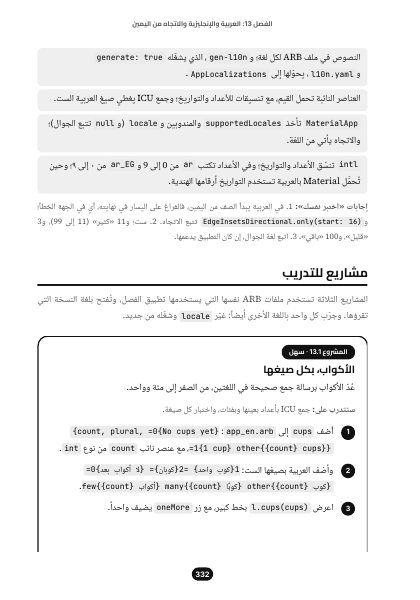 الفصل 13: العربية والإنجليزية والاتجاه من اليمين
النصوص في ملف ARB لكل لغة؛ و gen-l10n ، الذي يشغّله generate: true
و l10n.yaml ، يحوّلها إلى AppLocalizations .
العناصر النائبة تحمل القيم، مع تنسيقات للأعداد والتواريخ؛ وجمع ICU يغطي صيغ العربية الست.
MaterialApp تأخذ supportedLocales والمندوبين و locale (و null تتبع الجوال)؛
والاتجاه يأتي من اللغة.
intl تنسّق الأعداد والتواريخ؛ وفي الأعداد تكتب ar من 0 إلى 9 و ar_EG من ٠ إلى ٩؛ وحين
تُحمَّل Material بالعربية تستخدم التواريخ أرقامها الهندية.
إجابات «اختبر نفسك»: 1. في العربية يبدأ الصف من اليمين، فالفراغ على اليسار في نهايته، أي في الجهة الخطأ؛
و EdgeInsetsDirectional.only(start: 16) تتبع الاتجاه. 2. ست؛ و11 «كثير» (11 إلى 99)، و3
«قليل»، و100 «باقي». 3. اتبع لغة الجوال، إن كان التطبيق يدعمها.
مشاريع للتدريب
المشاريع الثلاثة تستخدم ملفات ARB نفسها التي يستخدمها تطبيق الفصل، وتُفتح بلغة النسخة التي
تقرؤها. وجرّب كل واحد باللغة الأخرى أيضاً: غيّر locale وشغّله من جديد.
المشروع 13.1 · سهل
الأكواب، بكل صيغها
عُدّ الأكواب برسالة جمع صحيحة في اللغتين، من الصفر إلى مئة وواحد.
ستتدرب على: جمع ICU بأعداد بعينها وبفئات، واختبار كل صيغة.
1 أضف cups إلى app_en.arb : {count, plural, =0{No cups yet}
=1{1 cup} other{{count} cups}} ، مع عنصر نائب count من نوع int .
2 وأضف العربية بصيغها الست: =0{لا أكواب بعد} =1{كوب واحد} =2{كوبان}
few{{count} أكواب} many{{count} كوبًا} other{{count} كوب}.
3 اعرض l.cups(cups) بخط كبير، مع زر oneMore يضيف واحداً.
332